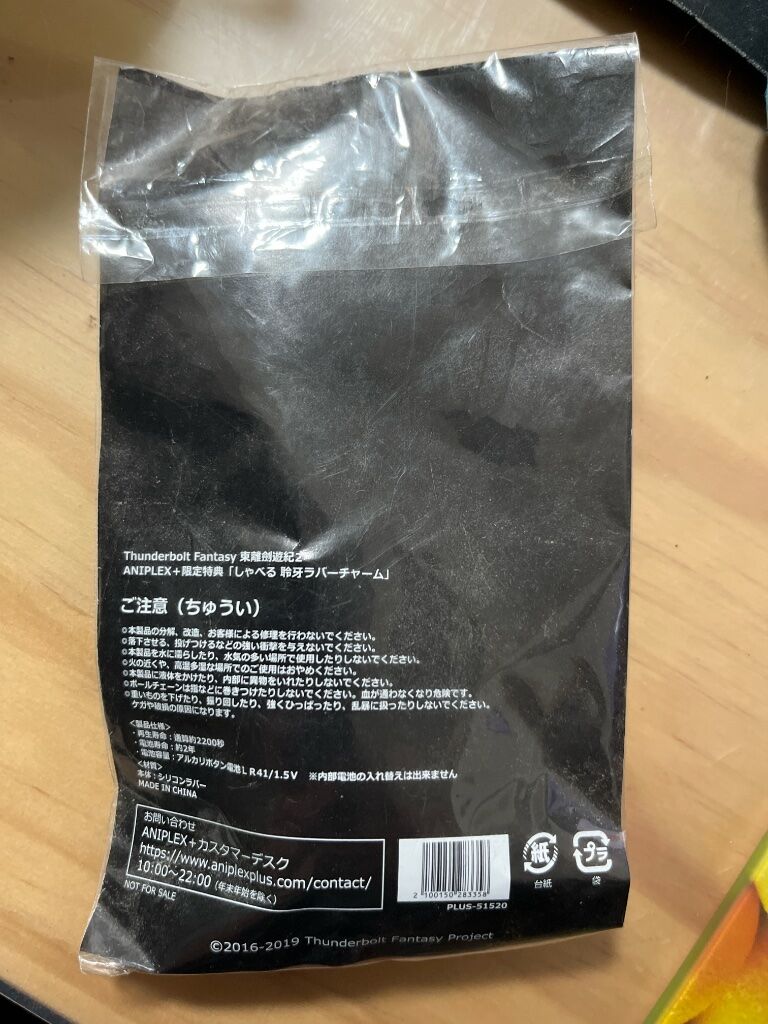 Thunderbolt Fantasy 東離劍遊紀2
ANIPLEX+限定特典「しゃべる 聆牙ラバーチャーム」
ご注意（ちゅうい）
○本製品の分解、改造、お客様による修理を行わないでください。
○落下させる、投げつけるなどの強い衝撃を与えないでください。
○本製品を水に濡らしたり、水気の多い場所で使用したりしないでください。
○火の近くや、高温多湿な場所でのご使用はおやめください。
○本製品に液体をかけたり、内部に異物をいれたりしないでください。
○ボールチェーンは指などに巻きつけたりしないでください。血が通わなくなり危険です。
○重いものを下げたり、振り回したり、強くひっぱったり、乱暴に扱ったりしないでください。
ケガや破損の原因になります。
<製品仕様>
・再生寿命：通算約2200秒
・電池寿命：約2年
・電池容量：アルカリボタン電池LR41/1.5V ※内部電池の入れ替えは出来ません
<材質>
本体：シリコンラバー
MADE IN CHINA
お問い合わせ
ANIPLEX+カスタマーデスク
https://www.aniplexplus.com/contact/
10:00～22:00（年末年始を除く）
NOT FOR SALE
2 100150 283358
PLUS-51520
紙
台紙
プラ
袋
©2016-2019 Thunderbolt Fantasy Project